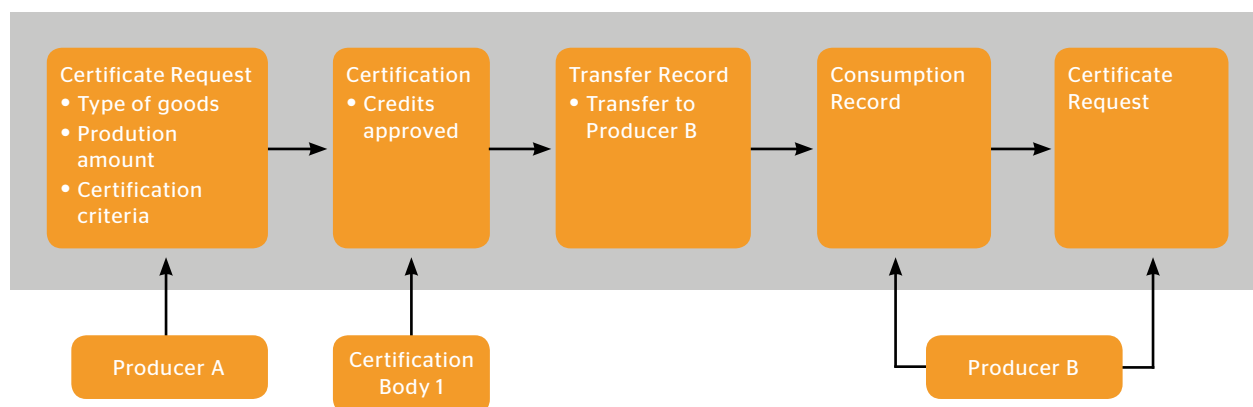 Certificate Request
• Type of goods
• Prodution
amount
• Certification
criteria
Certification
• Credits
approved
Transfer Record
• Transfer to
Producer B
Consumption
Record
Certificate
Request
Producer A
Certification
Body 1
Producer B